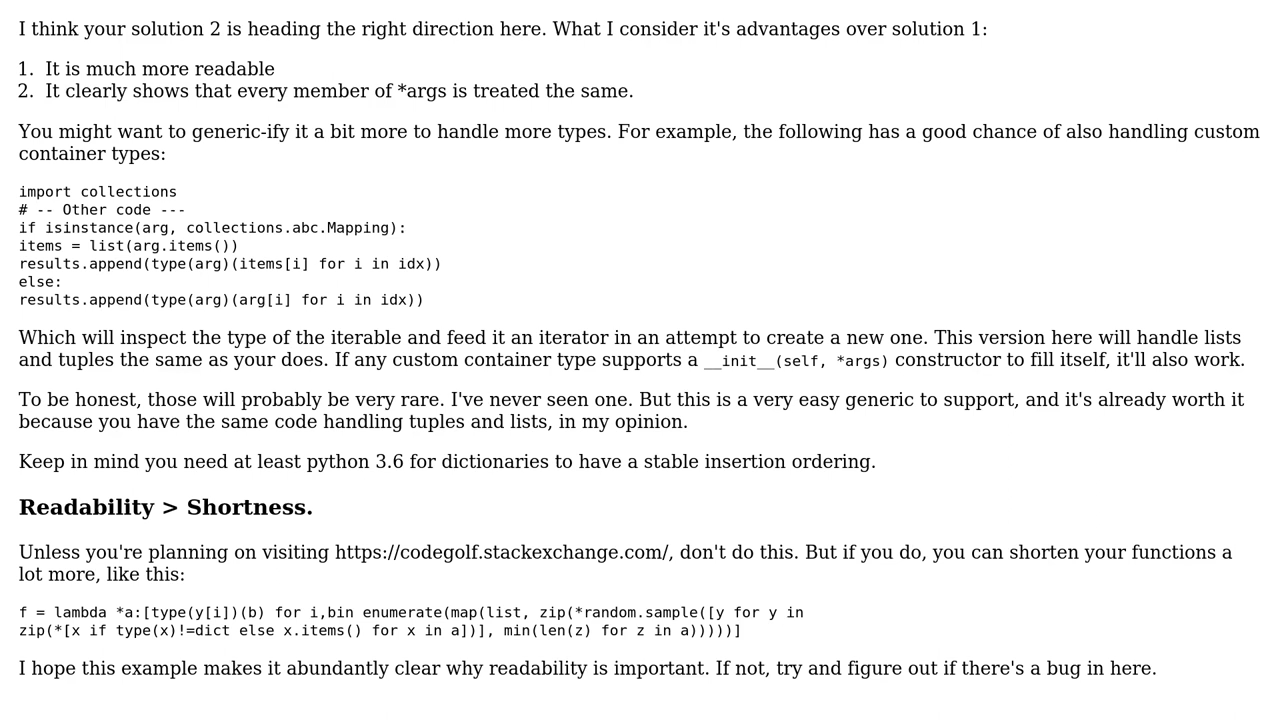 I think your solution 2 is heading the right direction here. What I consider it's advantages over solution 1:
1. It is much more readable
2. It clearly shows that every member of *args is treated the same.
You might want to generic-ify it a bit more to handle more types. For example, the following has a good chance of also handling custom
container types:
import collections
# -- Other code ---
if isinstance(arg, collections.abc.Mapping):
items = list(arg.items())
results.append(type(arg)(items[i] for i in idx))
else:
results.append(type(arg)(arg[i] for i in idx))
Which will inspect the type of the iterable and feed it an iterator in an attempt to create a new one. This version here will handle lists
and tuples the same as your does. If any custom container type supports a __init__(self, *args) constructor to fill itself, it'll also work.
To be honest, those will probably be very rare. I've never seen one. But this is a very easy generic to support, and it's already worth it
because you have the same code handling tuples and lists, in my opinion.
Keep in mind you need at least python 3.6 for dictionaries to have a stable insertion ordering.
Readability > Shortness.
Unless you're planning on visiting https://codegolf.stackexchange.com/, don't do this. But if you do, you can shorten your functions a
lot more, like this:
f = lambda *a:[type(y[i])(b) for i,bin enumerate(map(list, zip(*random.sample([y for y in
zip(*[x if type(x)!=dict else x.items() for x in a])], min(len(z) for z in a)))))]
I hope this example makes it abundantly clear why readability is important. If not, try and figure out if there's a bug in here.